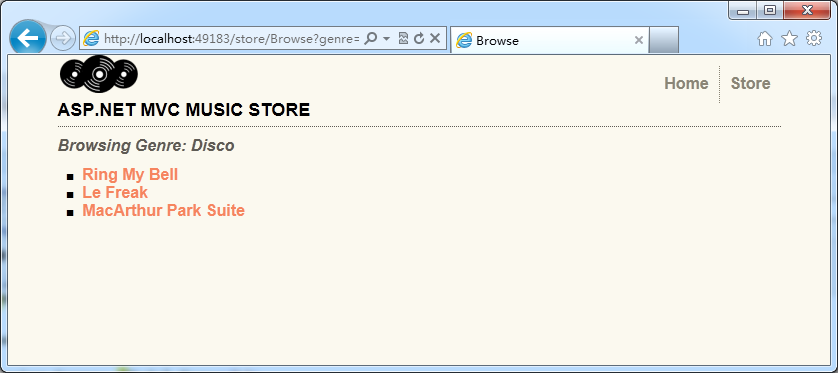 http://localhost:49183/store/Browse?genre=
Browse
Home
Store
ASP.NET MVC MUSIC STORE
Browsing Genre: Disco
Ring My Bell
Le Freak
MacArthur Park Suite